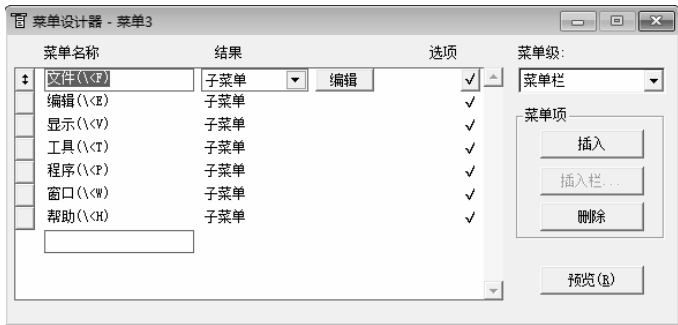 菜单设计器 - 菜单3
菜单名称 结果 选项 菜单级:
文件(\<F) 子菜单 编辑 √ 菜单栏
编辑(\<E) 子菜单 √
显示(\<V) 子菜单 √
工具(\<T) 子菜单 √
程序(\<P) 子菜单 √
窗口(\<W) 子菜单 √
帮助(\<H) 子菜单 √
菜单项
插入
插入栏...
删除
预览(R)